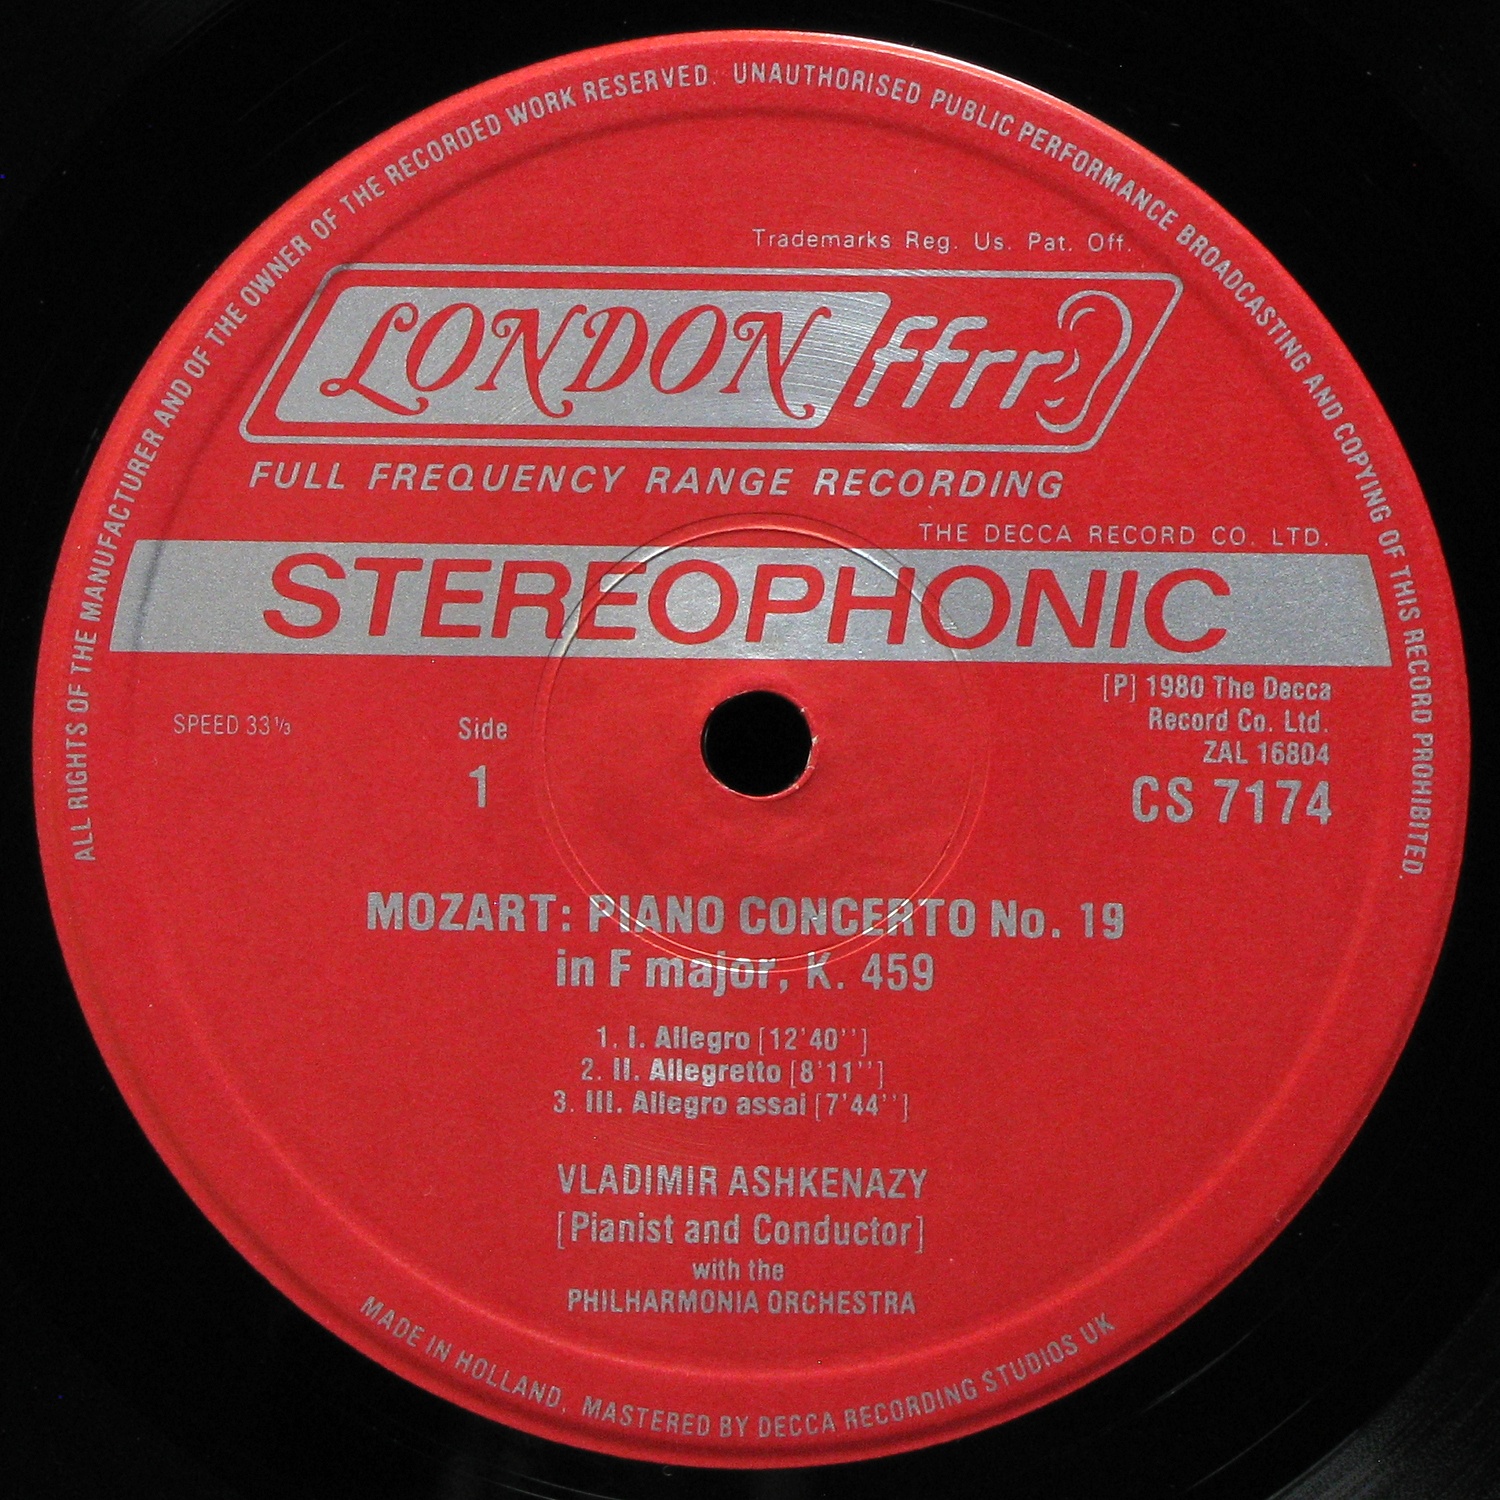 ALL RIGHTS OF THE MANUFACTURER AND OF THE OWNER OF THE RECORDED WORK RESERVED. UNAUTHORISED PUBLIC PERFORMANCE BROADCASTING AND COPYING OF THIS RECORD PROHIBITED.
Trademarks Reg. Us. Pat. Off.
LONDON ffrr
FULL FREQUENCY RANGE RECORDING
THE DECCA RECORD CO. LTD.
STEREOPHONIC
[P] 1980 The Decca
Record Co. Ltd.
ZAL 16804
CS 7174
SPEED 33⅓
Side
1
MOZART: PIANO CONCERTO No. 19
in F major, K. 459
1. I. Allegro [12'40'']
2. II. Allegretto [8'11'']
3. III. Allegro assai [7'44'']
VLADIMIR ASHKENAZY
[Pianist and Conductor]
with the
PHILHARMONIA ORCHESTRA
MADE IN HOLLAND. MASTERED BY DECCA RECORDING STUDIOS UK